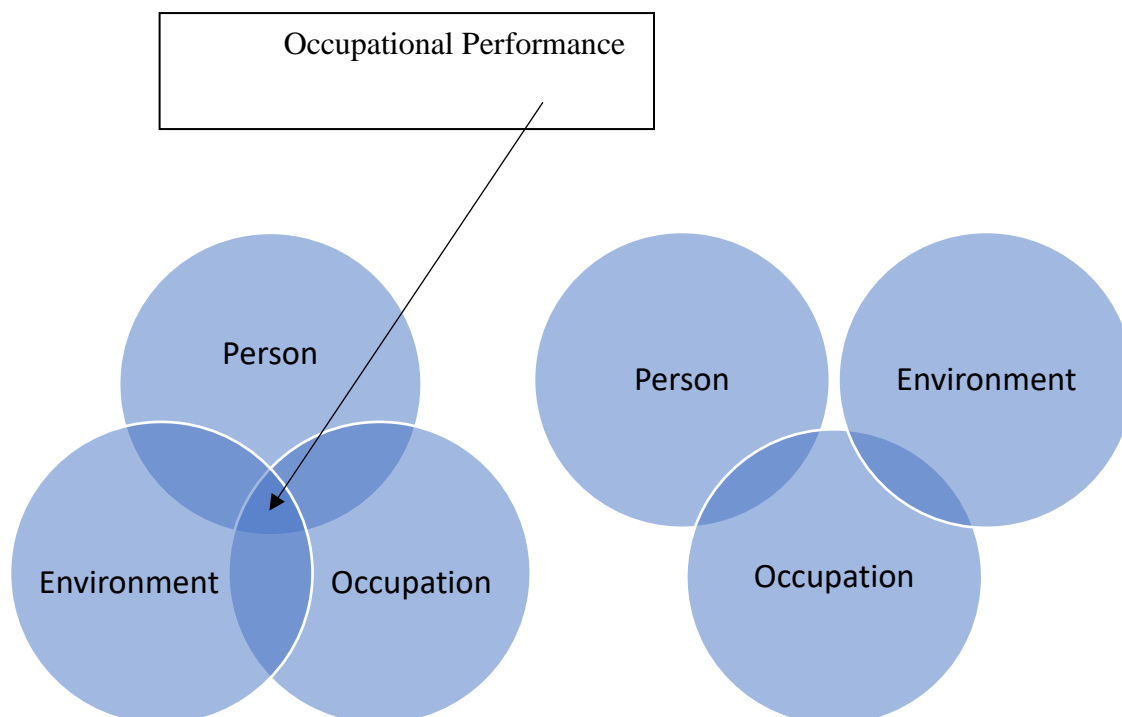 Occupational Performance
Person
Environment
Occupation
Person
Environment
Occupation